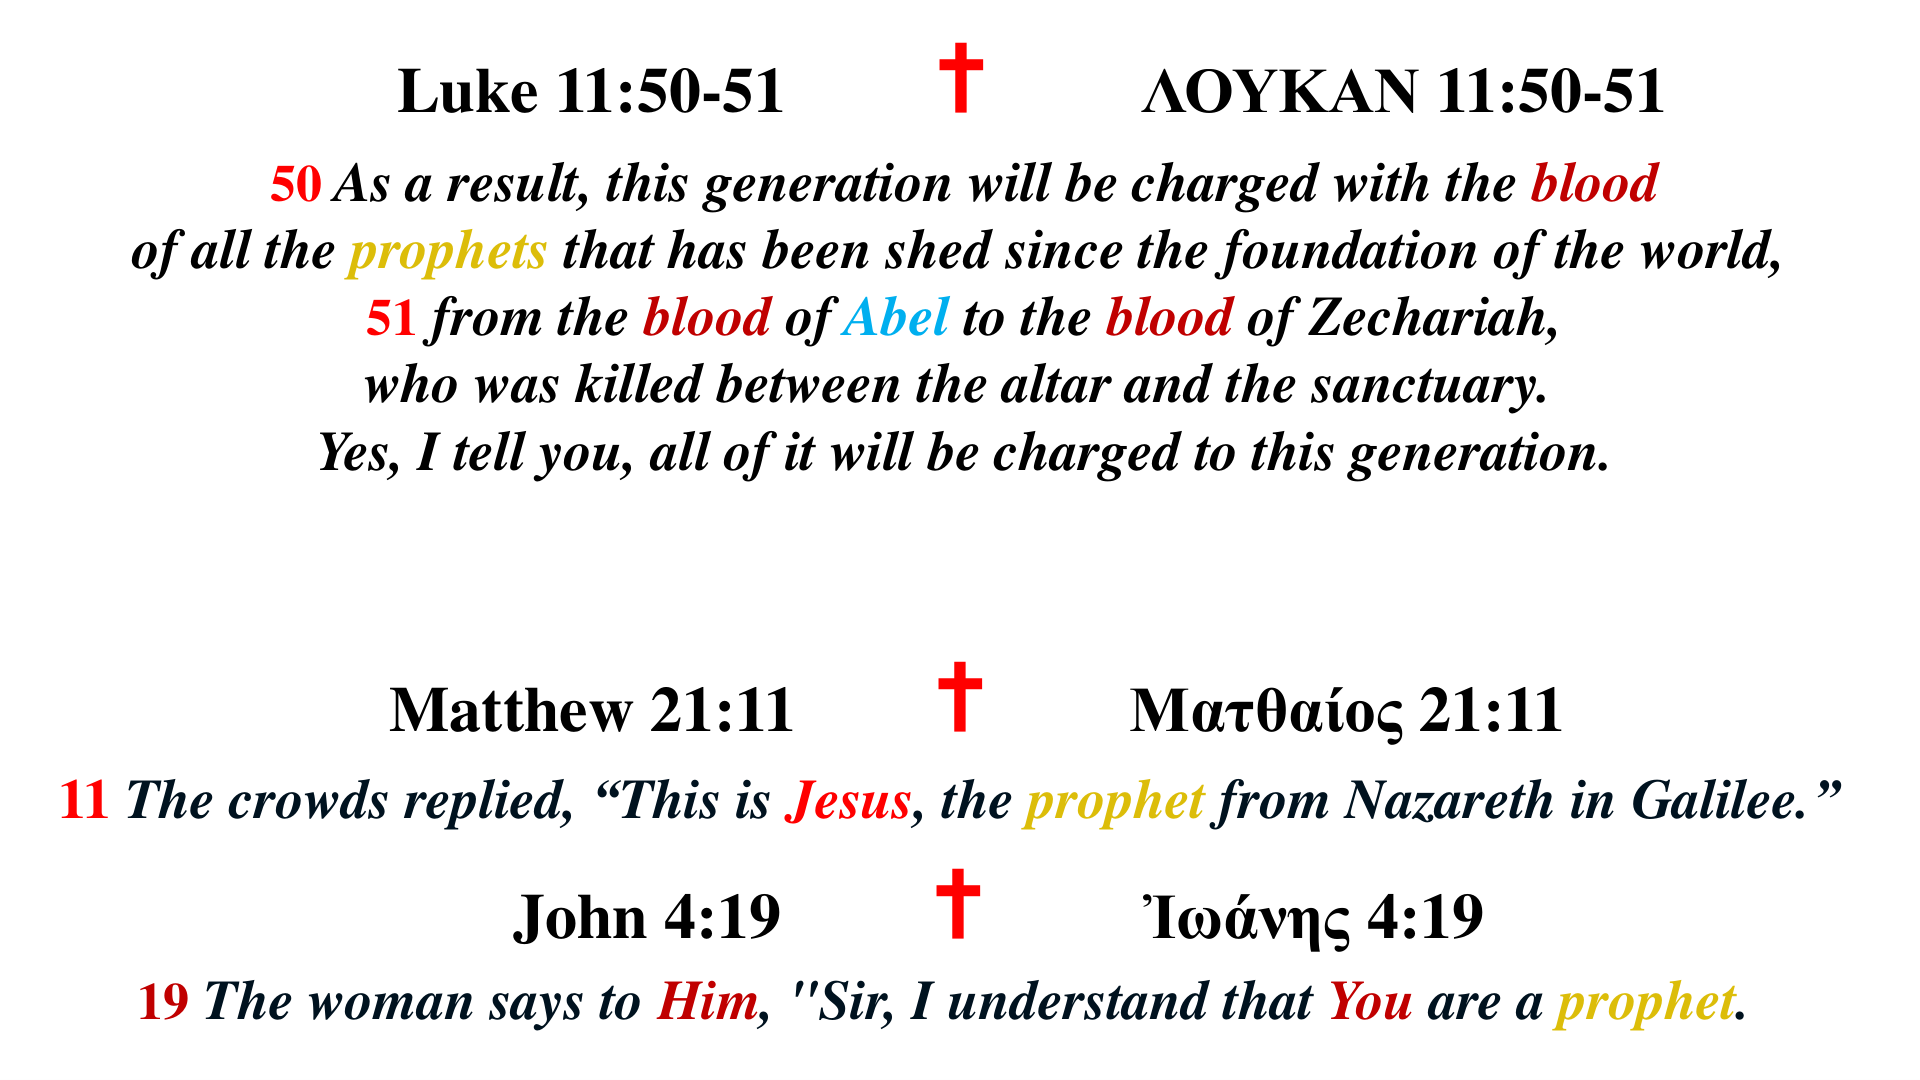 Luke 11:50-51 ✝ ΛΟΥΚΑΝ 11:50-51
50 As a result, this generation will be charged with the blood
of all the prophets that has been shed since the foundation of the world,
51 from the blood of Abel to the blood of Zechariah,
who was killed between the altar and the sanctuary.
Yes, I tell you, all of it will be charged to this generation.
Matthew 21:11 ✝ Ματθαίος 21:11
11 The crowds replied, “This is Jesus, the prophet from Nazareth in Galilee.”
John 4:19 ✝ Ἰωάνης 4:19
19 The woman says to Him, "Sir, I understand that You are a prophet.